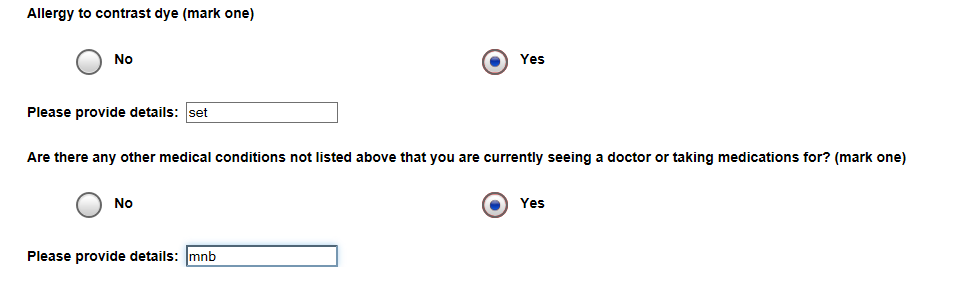 Allergy to contrast dye (mark one)
No Yes
Please provide details: set
Are there any other medical conditions not listed above that you are currently seeing a doctor or taking medications for? (mark one)
No Yes
Please provide details: mnb